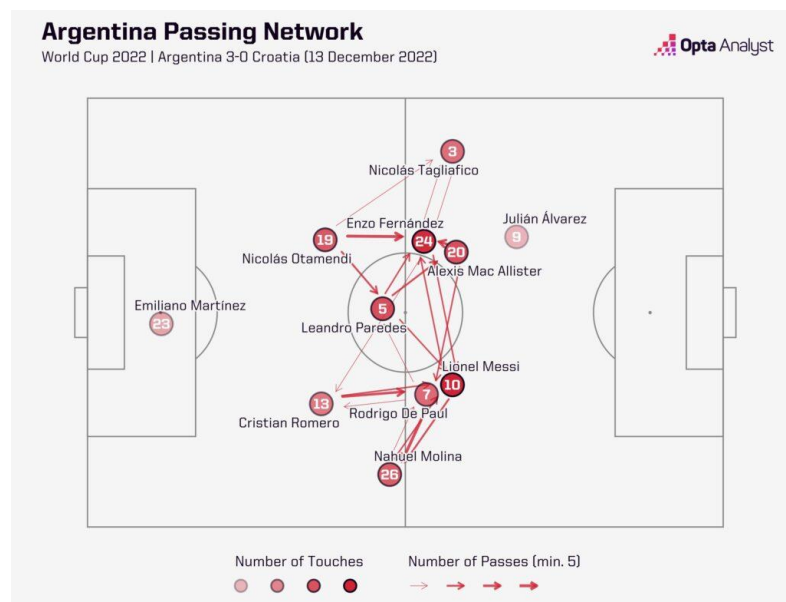 Argentina Passing Network
World Cup 2022 | Argentina 3-0 Croatia (13 December 2022)
Opta Analyst
3
Nicolás Tagliafico
Julián Álvarez
9
Enzo Fernández
24
19
20
Nicolás Otamendi
Alexis Mac Allister
Emiliano Martínez
23
5
Leandro Paredes
Lionel Messi
10
7
13
Rodrigo De Paul
Cristian Romero
Nahuel Molina
26
Number of Touches
Number of Passes (min. 5)